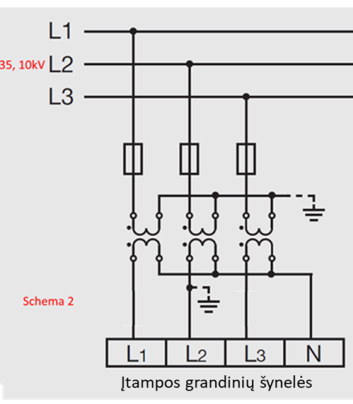 L1
35, 10kV L2
L3
Schema 2
L1 L2 L3 N
Įtampos grandinių šynelės